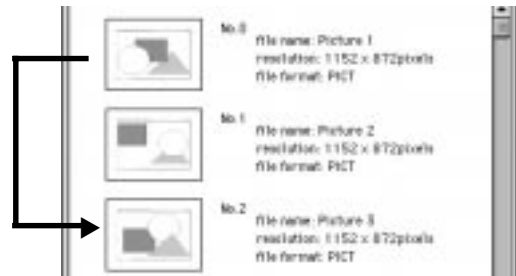 No.0
file name: Picture 1
resolution: 1152 x 872pixels
file format: PICT
No.1
file name: Picture 2
resolution: 1152 x 872pixels
file format: PICT
No.2
file name: Picture 3
resolution: 1152 x 872pixels
file format: PICT